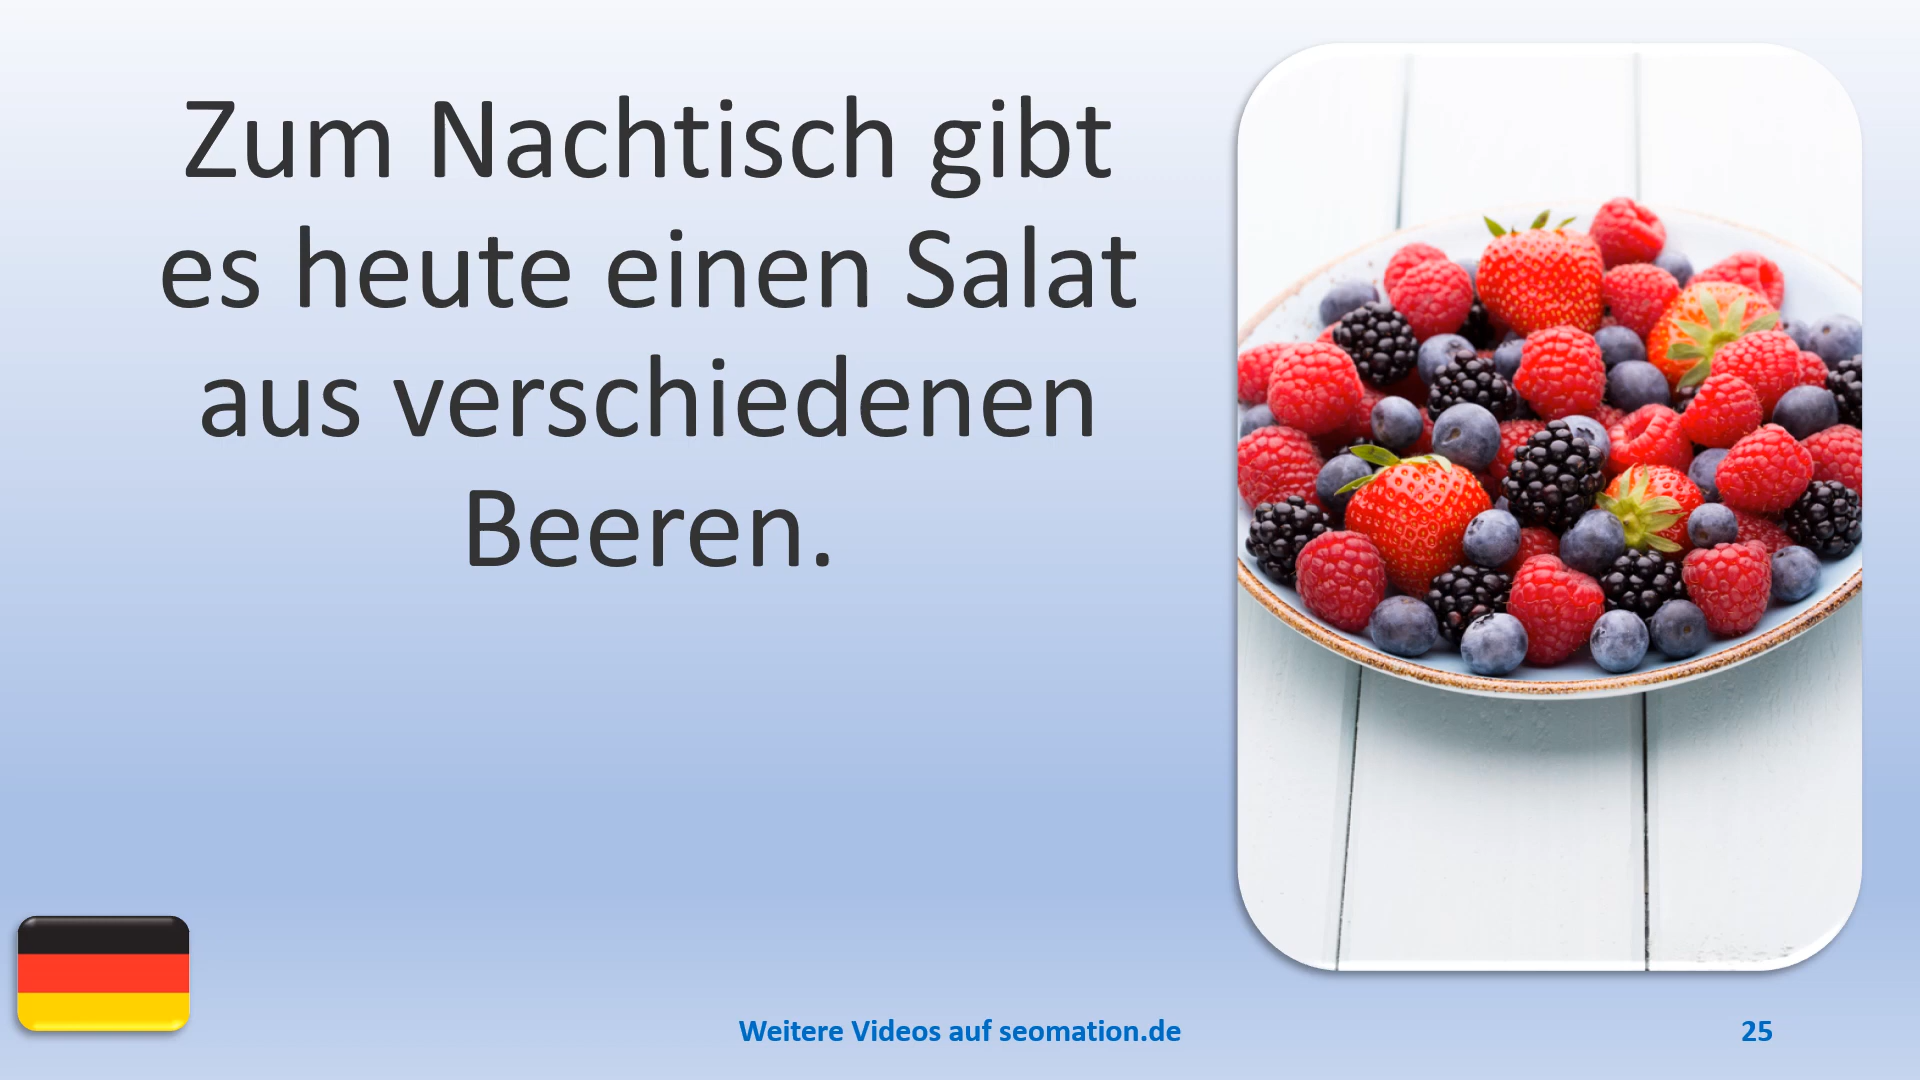 Zum Nachtisch gibt
es heute einen Salat
aus verschiedenen
Beeren.
Weitere Videos auf seomation.de
25